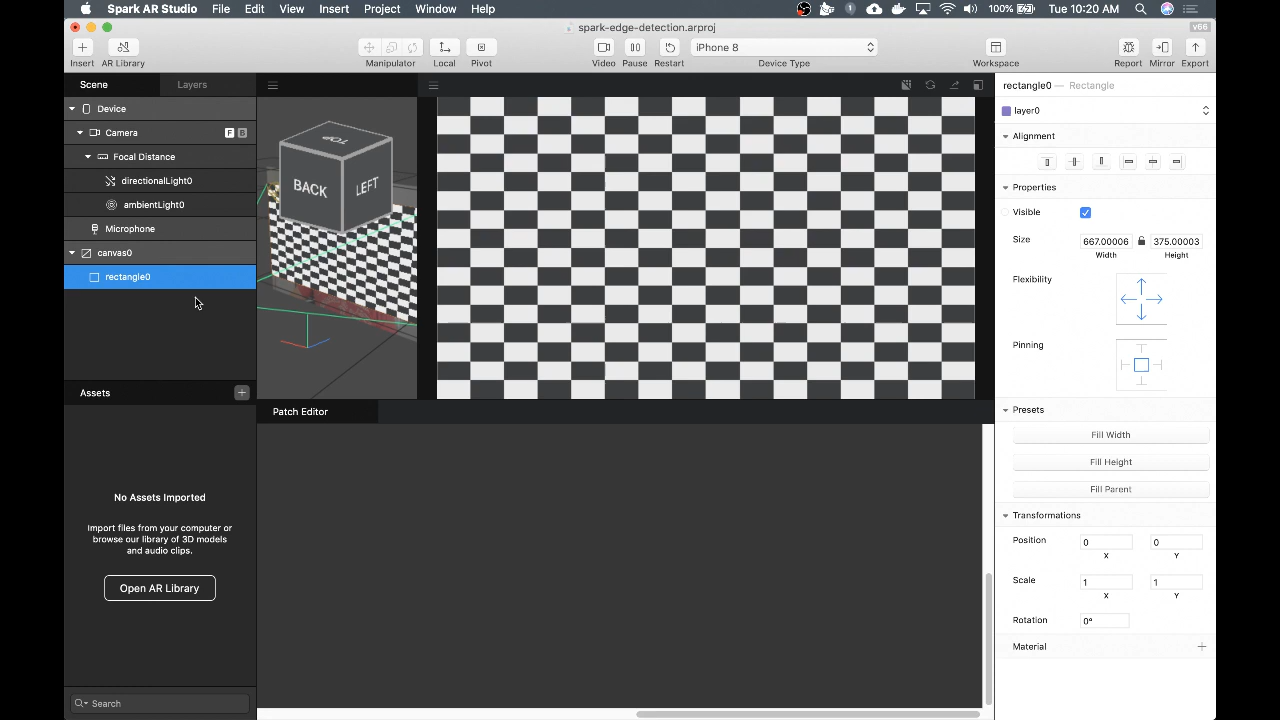 Spark AR Studio File Edit View Insert Project Window Help 100% Tue 10:20 AM
spark-edge-detection.arproj v66
Insert AR Library Manipulator Local Pivot Video Pause Restart iPhone 8 Device Type Workspace Report Mirror Export
Scene Layers
Device
Camera F B
Focal Distance
directionalLight0
ambientLight0
Microphone
canvas0
rectangle0
TOP
BACK LEFT
Assets
No Assets Imported
Import files from your computer or
browse our library of 3D models
and audio clips.
Open AR Library
Search
Patch Editor
rectangle0 — Rectangle
layer0
Alignment
Properties
Visible
Size 667.00006 375.00003
Width Height
Flexibility
Pinning
Presets
Fill Width
Fill Height
Fill Parent
Transformations
Position 0 0
X Y
Scale 1 1
X Y
Rotation 0°
Material